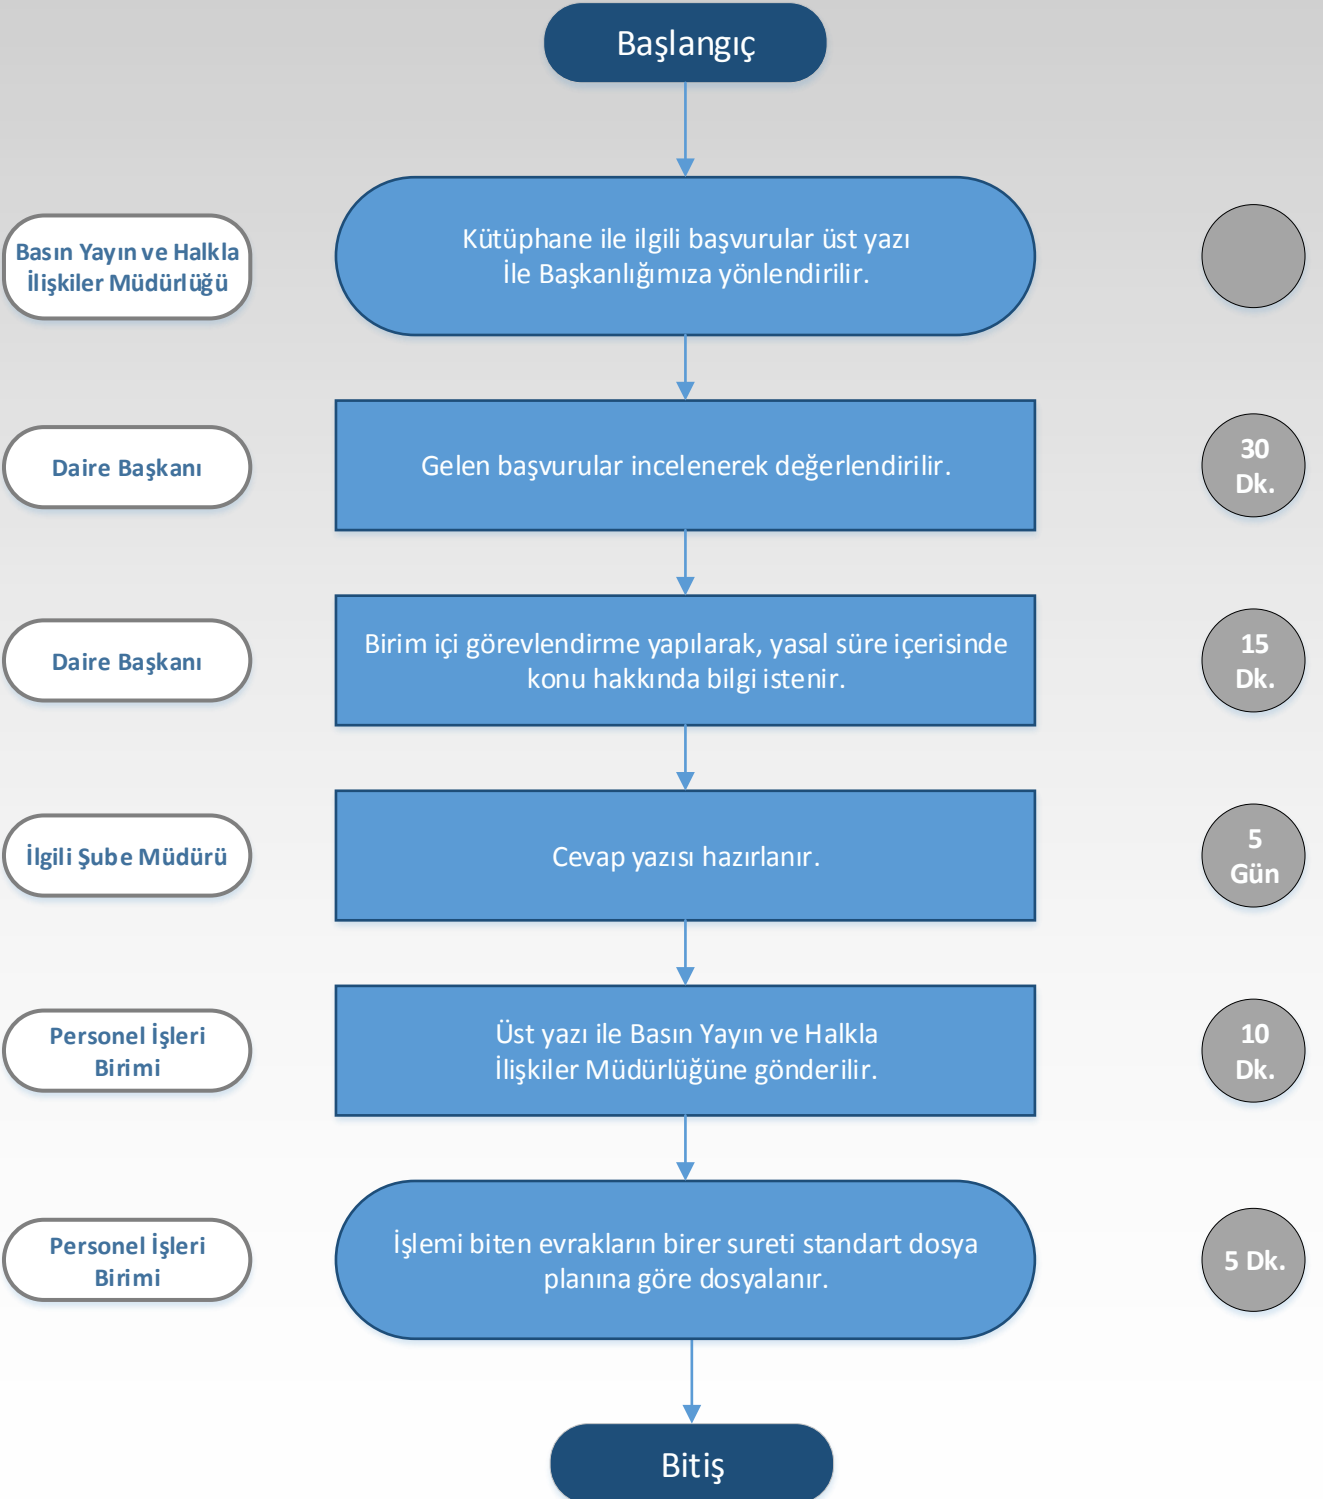 Başlangıç
Basın Yayın ve Halkla
İlişkiler Müdürlüğü
Kütüphane ile ilgili başvurular üst yazı
İle Başkanlığımıza yönlendirilir.
Daire Başkanı
Gelen başvurular incelenerek değerlendirilir.
30
Dk.
Daire Başkanı
Birim içi görevlendirme yapılarak, yasal süre içerisinde
konu hakkında bilgi istenir.
15
Dk.
İlgili Şube Müdürü
Cevap yazısı hazırlanır.
5
Gün
Personel İşleri
Birimi
Üst yazı ile Basın Yayın ve Halkla
İlişkiler Müdürlüğüne gönderilir.
10
Dk.
Personel İşleri
Birimi
İşlemi biten evrakların birer sureti standart dosya
planına göre dosyalanır.
5 Dk.
Bitiş